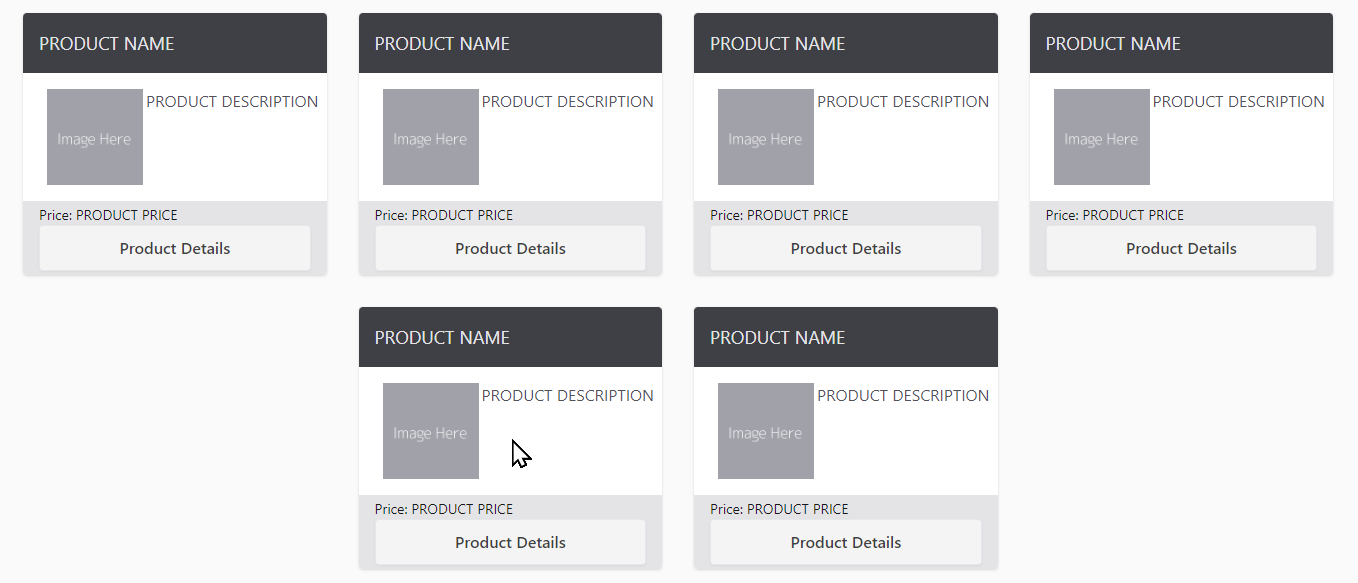 PRODUCT NAME PRODUCT NAME PRODUCT NAME PRODUCT NAME
PRODUCT DESCRIPTION PRODUCT DESCRIPTION PRODUCT DESCRIPTION PRODUCT DESCRIPTION
Image Here Image Here Image Here Image Here
Price: PRODUCT PRICE Price: PRODUCT PRICE Price: PRODUCT PRICE Price: PRODUCT PRICE
Product Details Product Details Product Details Product Details
PRODUCT NAME PRODUCT NAME
PRODUCT DESCRIPTION PRODUCT DESCRIPTION
Image Here Image Here
Price: PRODUCT PRICE Price: PRODUCT PRICE
Product Details Product Details